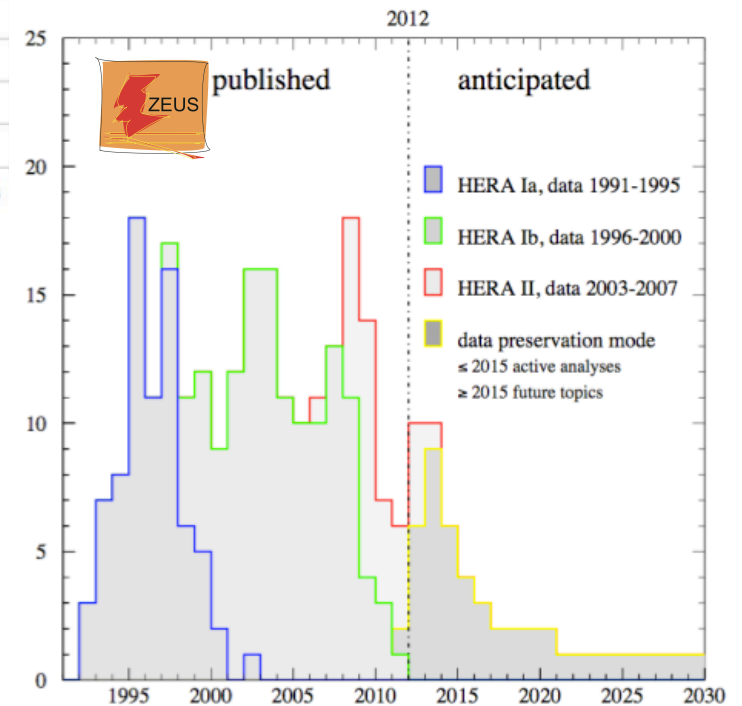 2012
25
20
15
10
5
0
ZEUS
published
anticipated
HERA Ia, data 1991-1995
HERA Ib, data 1996-2000
HERA II, data 2003-2007
data preservation mode
≤ 2015 active analyses
≥ 2015 future topics
1995 2000 2005 2010 2015 2020 2025 2030